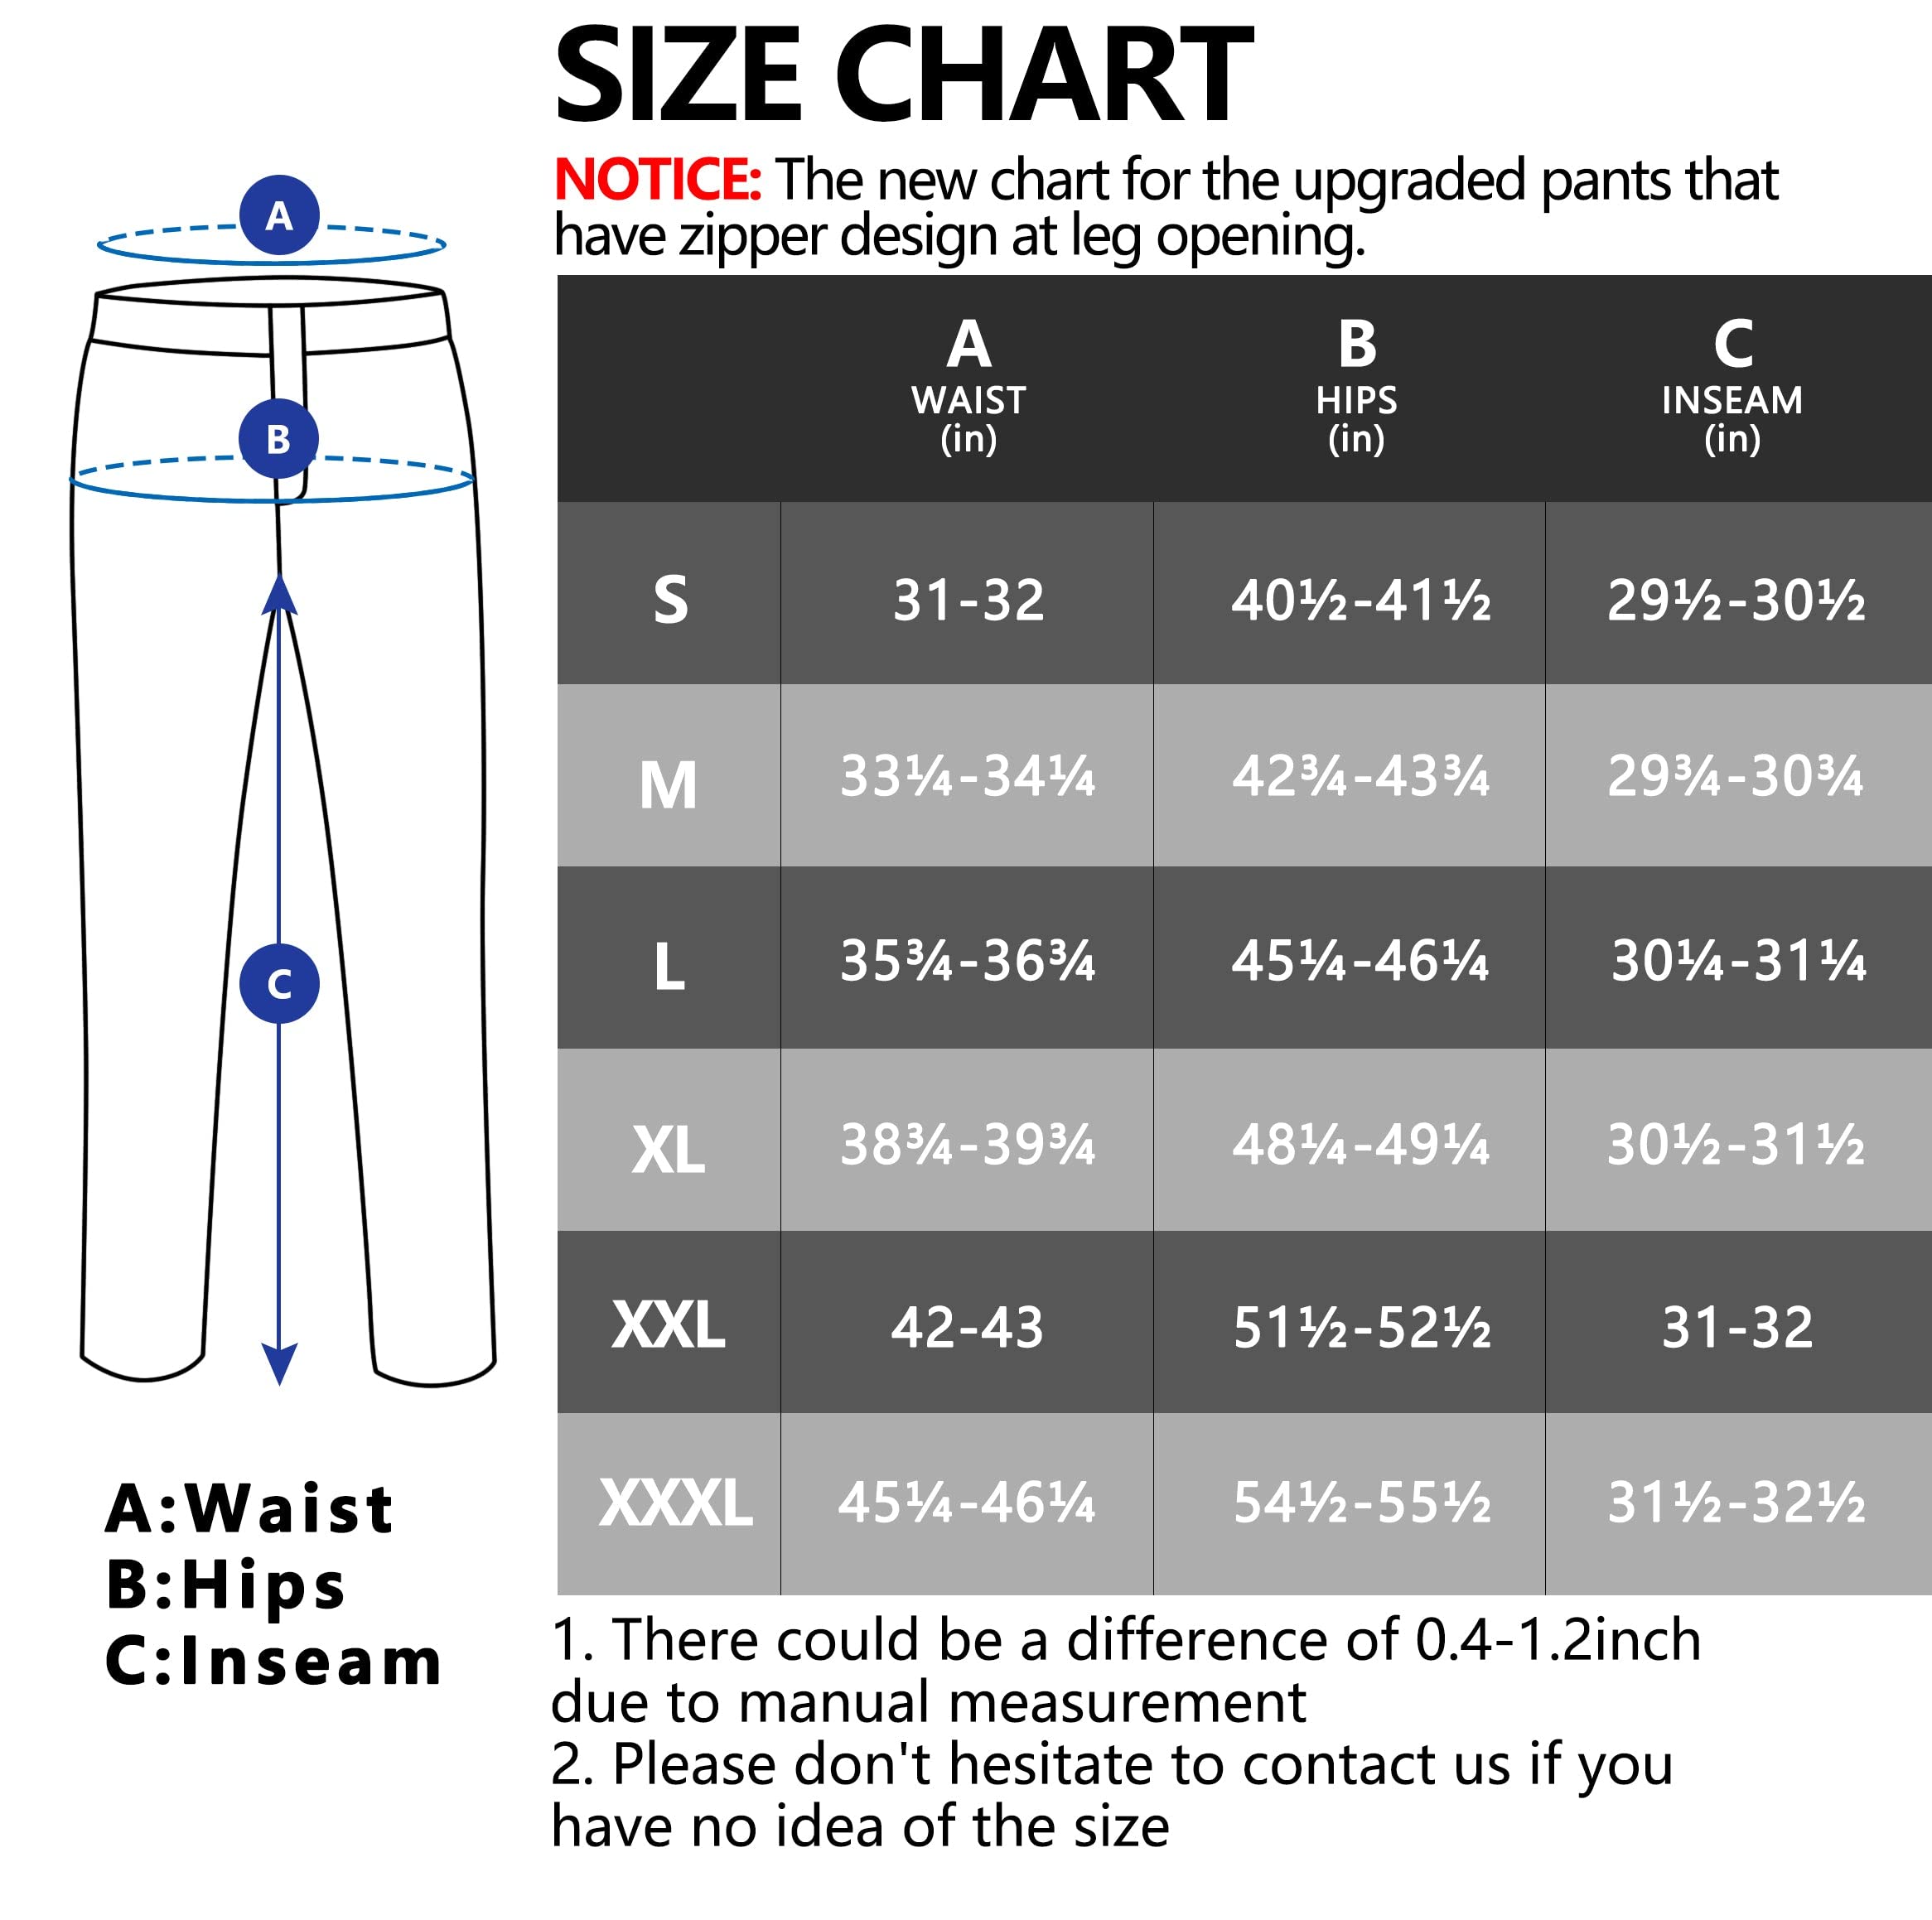 SIZE CHART
NOTICE: The new chart for the upgraded pants that
have zipper design at leg opening.
A
B
C
A B C
WAIST HIPS INSEAM
(in) (in) (in)
S 31-32 40½-41½ 29½-30½
M 33¼-34¼ 42¾-43¾ 29¾-30¾
L 35¾-36¾ 45¼-46¼ 30¼-31¼
XL 38¾-39¾ 48¼-49¼ 30½-31½
XXL 42-43 51½-52½ 31-32
XXXL 45¼-46¼ 54½-55½ 31½-32½
A:Waist
B:Hips
C:Inseam
1. There could be a difference of 0.4-1.2inch
due to manual measurement
2. Please don't hesitate to contact us if you
have no idea of the size